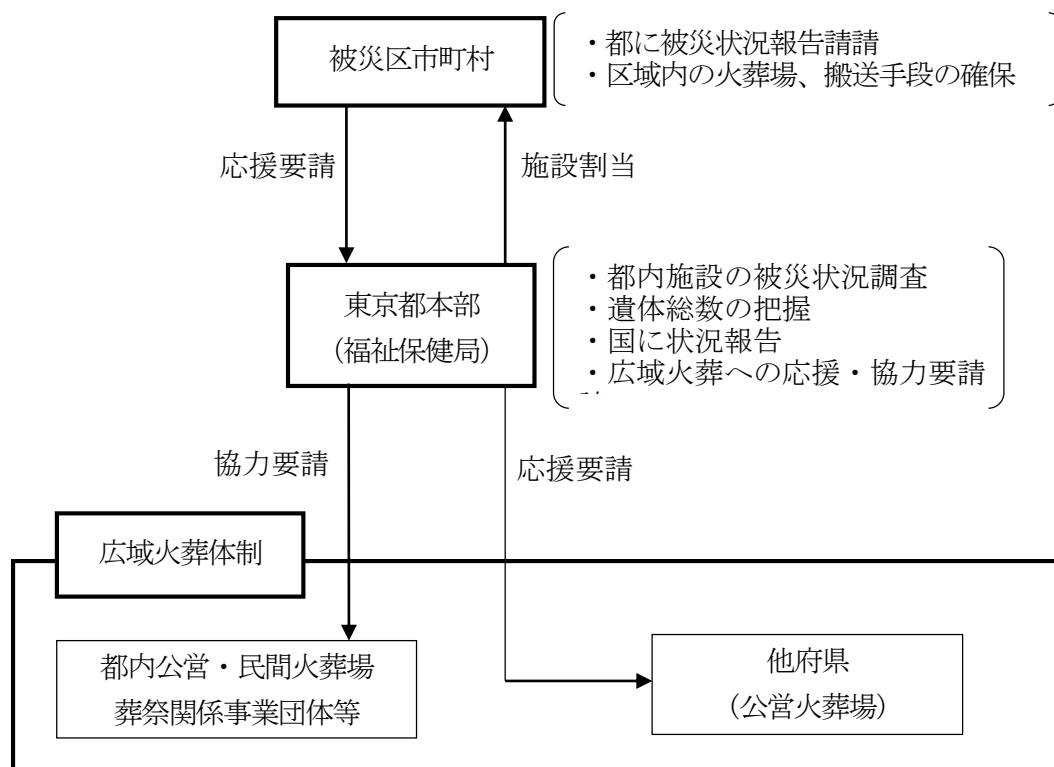 被災区市町村
・都に被災状況報告請請
・区域内の火葬場、搬送手段の確保
応援要請
施設割当
東京都本部
（福祉保健局）
・都内施設の被災状況調査
・遺体総数の把握
・国に状況報告
・広域火葬への応援・協力要請
協力要請
応援要請
広域火葬体制
都内公営・民間火葬場
葬祭関係事業団体等
他府県
（公営火葬場）